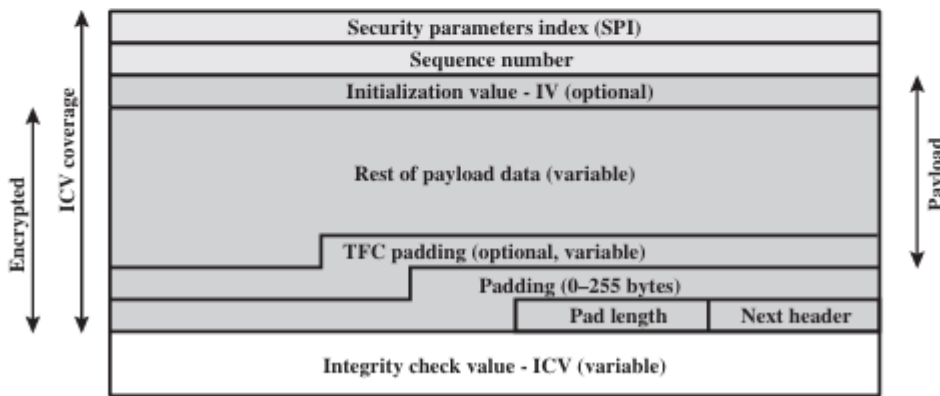 Security parameters index (SPI)
Sequence number
Initialization value - IV (optional)
Rest of payload data (variable)
TFC padding (optional, variable)
Padding (0–255 bytes)
Pad length
Next header
Integrity check value - ICV (variable)
Encrypted
ICV coverage
Payload